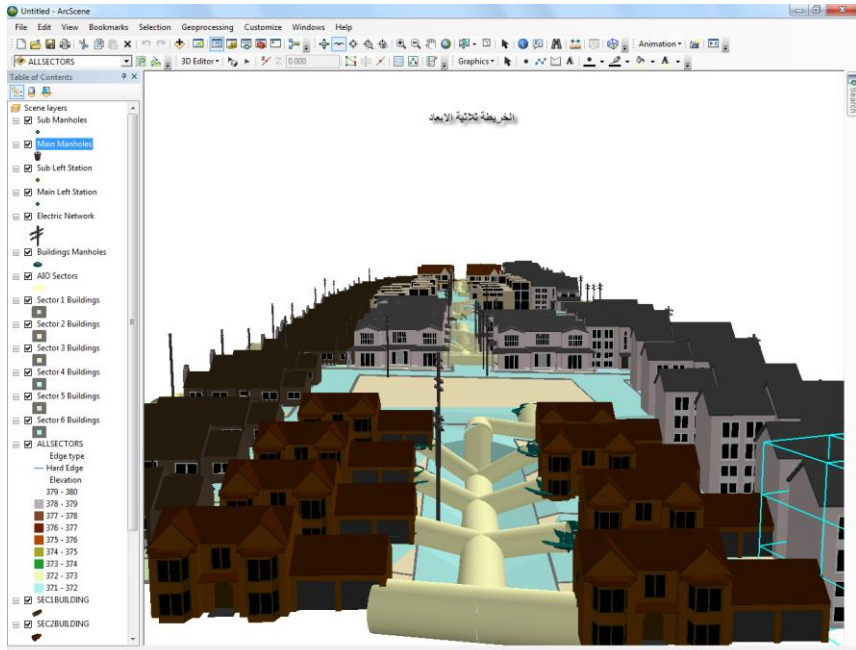 Untitled - ArcScene
File Edit View Bookmarks Selection Geoprocessing Customize Windows Help
Animation
ALLSECTORS
3D Editor
0.000
Graphics
Table of Contents
Search
الخريطة ثلاثية الابعاد
Scene layers
Sub Manholes
Main Manholes
Sub Left Station
Main Left Station
Electric Network
Buildings Manholes
AIO Sectors
Sector 1 Buildings
Sector 2 Buildings
Sector 3 Buildings
Sector 4 Buildings
Sector 5 Buildings
Sector 6 Buildings
ALLSECTORS
Edge type
Hard Edge
Elevation
379 - 380
378 - 379
377 - 378
376 - 377
375 - 376
374 - 375
373 - 374
372 - 373
371 - 372
SEC1BUILDING
SEC2BUILDING